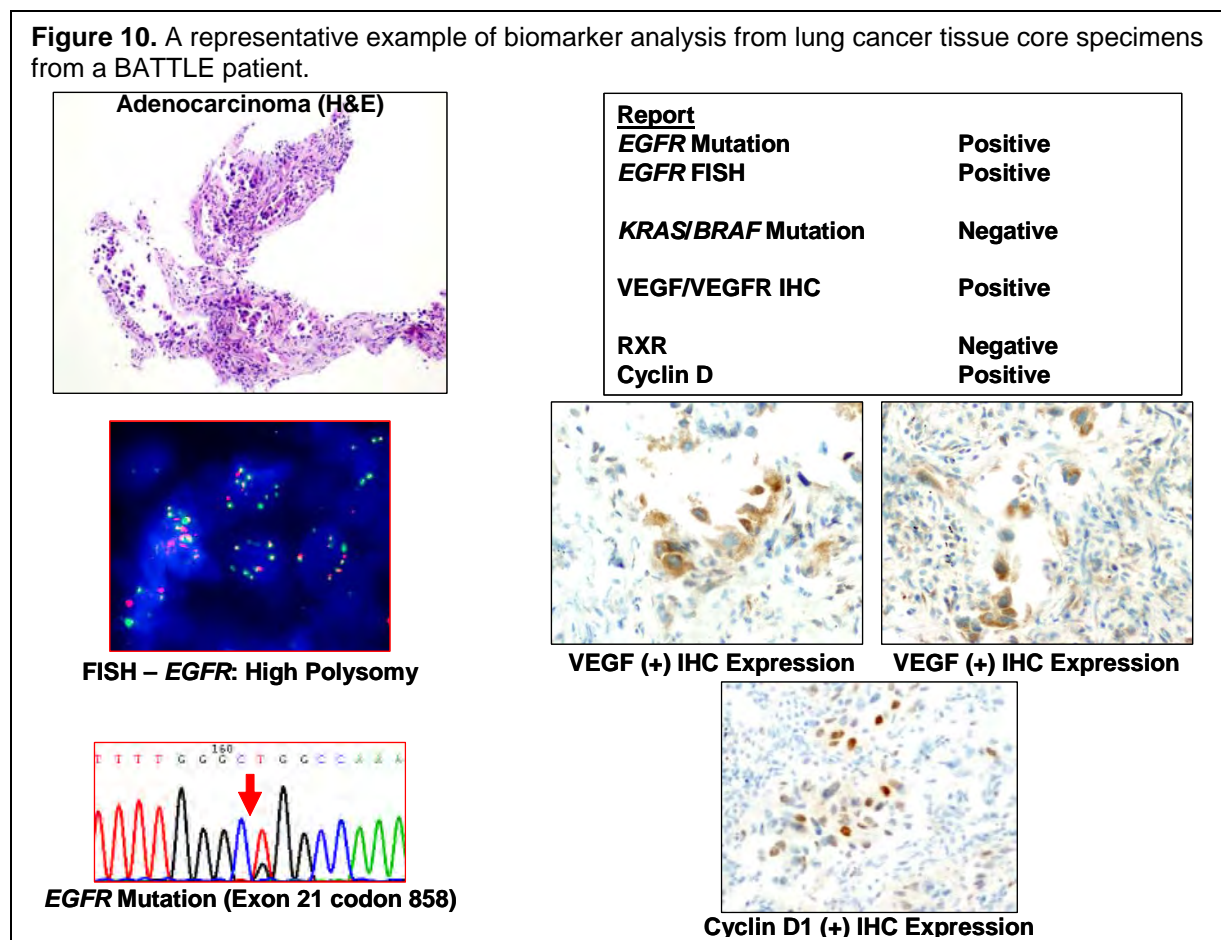 Figure 10. A representative example of biomarker analysis from lung cancer tissue core specimens
from a BATTLE patient.
Adenocarcinoma (H&E)
Report
EGFR Mutation Positive
EGFR FISH Positive
KRAS/BRAF Mutation Negative
VEGF/VEGFR IHC Positive
RXR Negative
Cyclin D Positive
FISH – EGFR: High Polysomy
VEGF (+) IHC Expression
VEGF (+) IHC Expression
160
T T T T G G G C T G G C C A A A
EGFR Mutation (Exon 21 codon 858)
Cyclin D1 (+) IHC Expression